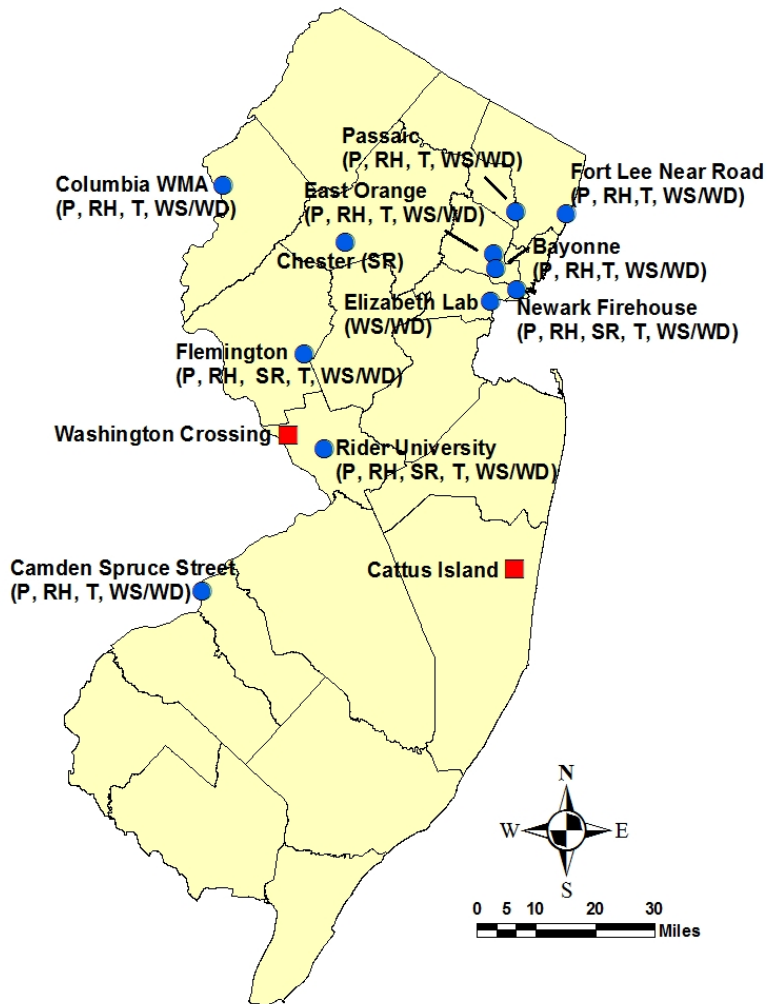 Passaic
(P, RH, T, WS/WD)
Fort Lee Near Road
(P, RH,T, WS/WD)
Columbia WMA
(P, RH, T, WS/WD)
East Orange
(P, RH, T, WS/WD)
Bayonne
(P, RH,T, WS/WD)
Chester (SR)
Elizabeth Lab
(WS/WD)
Newark Firehouse
(P, RH, SR, T, WS/WD)
Flemington
(P, RH, SR, T, WS/WD)
Washington Crossing
Rider University
(P, RH, SR, T, WS/WD)
Camden Spruce Street
(P, RH, T, WS/WD)
Cattus Island
N
W E
S
0 5 10 20 30
Miles